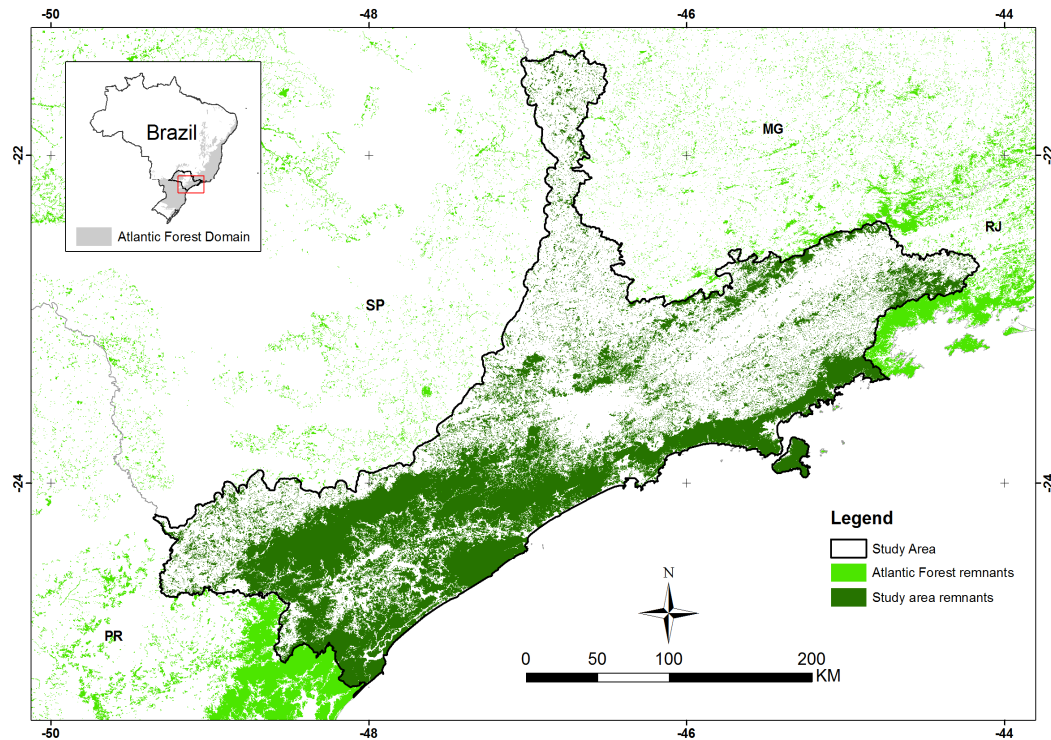 -50 -48 -46 -44
Brazil
Atlantic Forest Domain
MG
-22 -22
RJ
SP
-24 -24
Legend
Study Area
Atlantic Forest remnants
Study area remnants
N
PR
0 50 100 200
KM
-50 -48 -46 -44